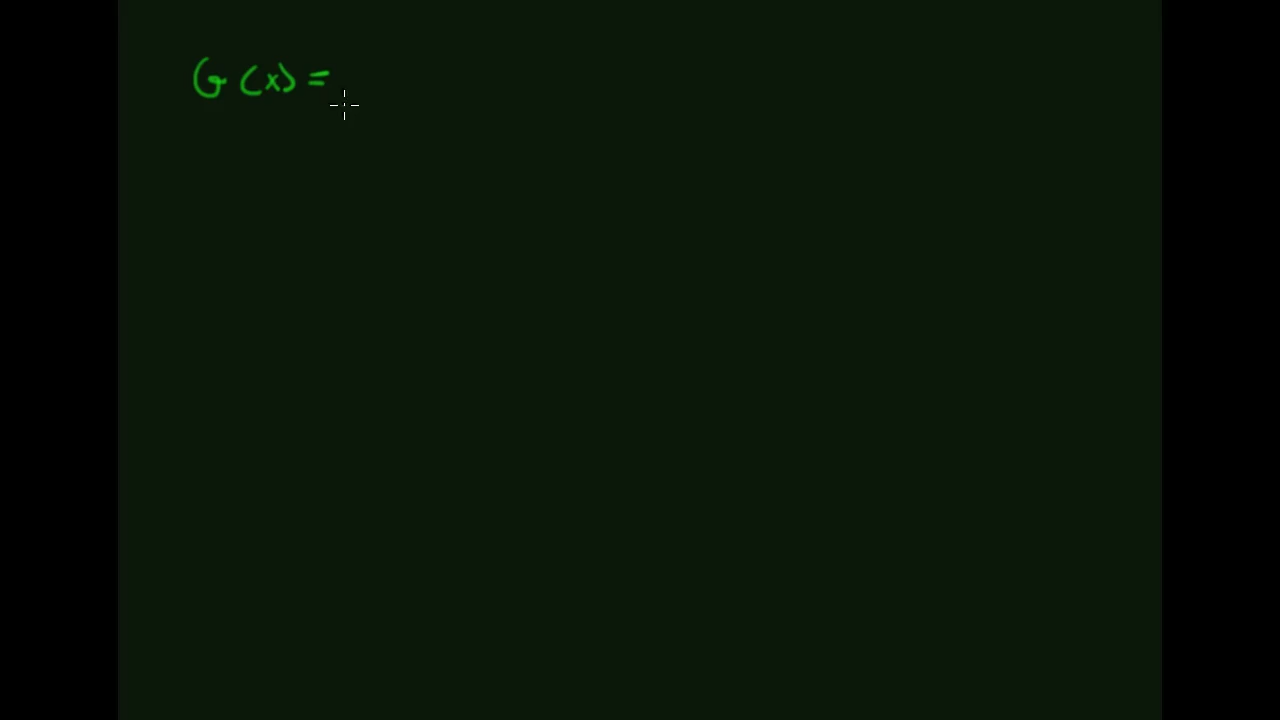 G(x) =